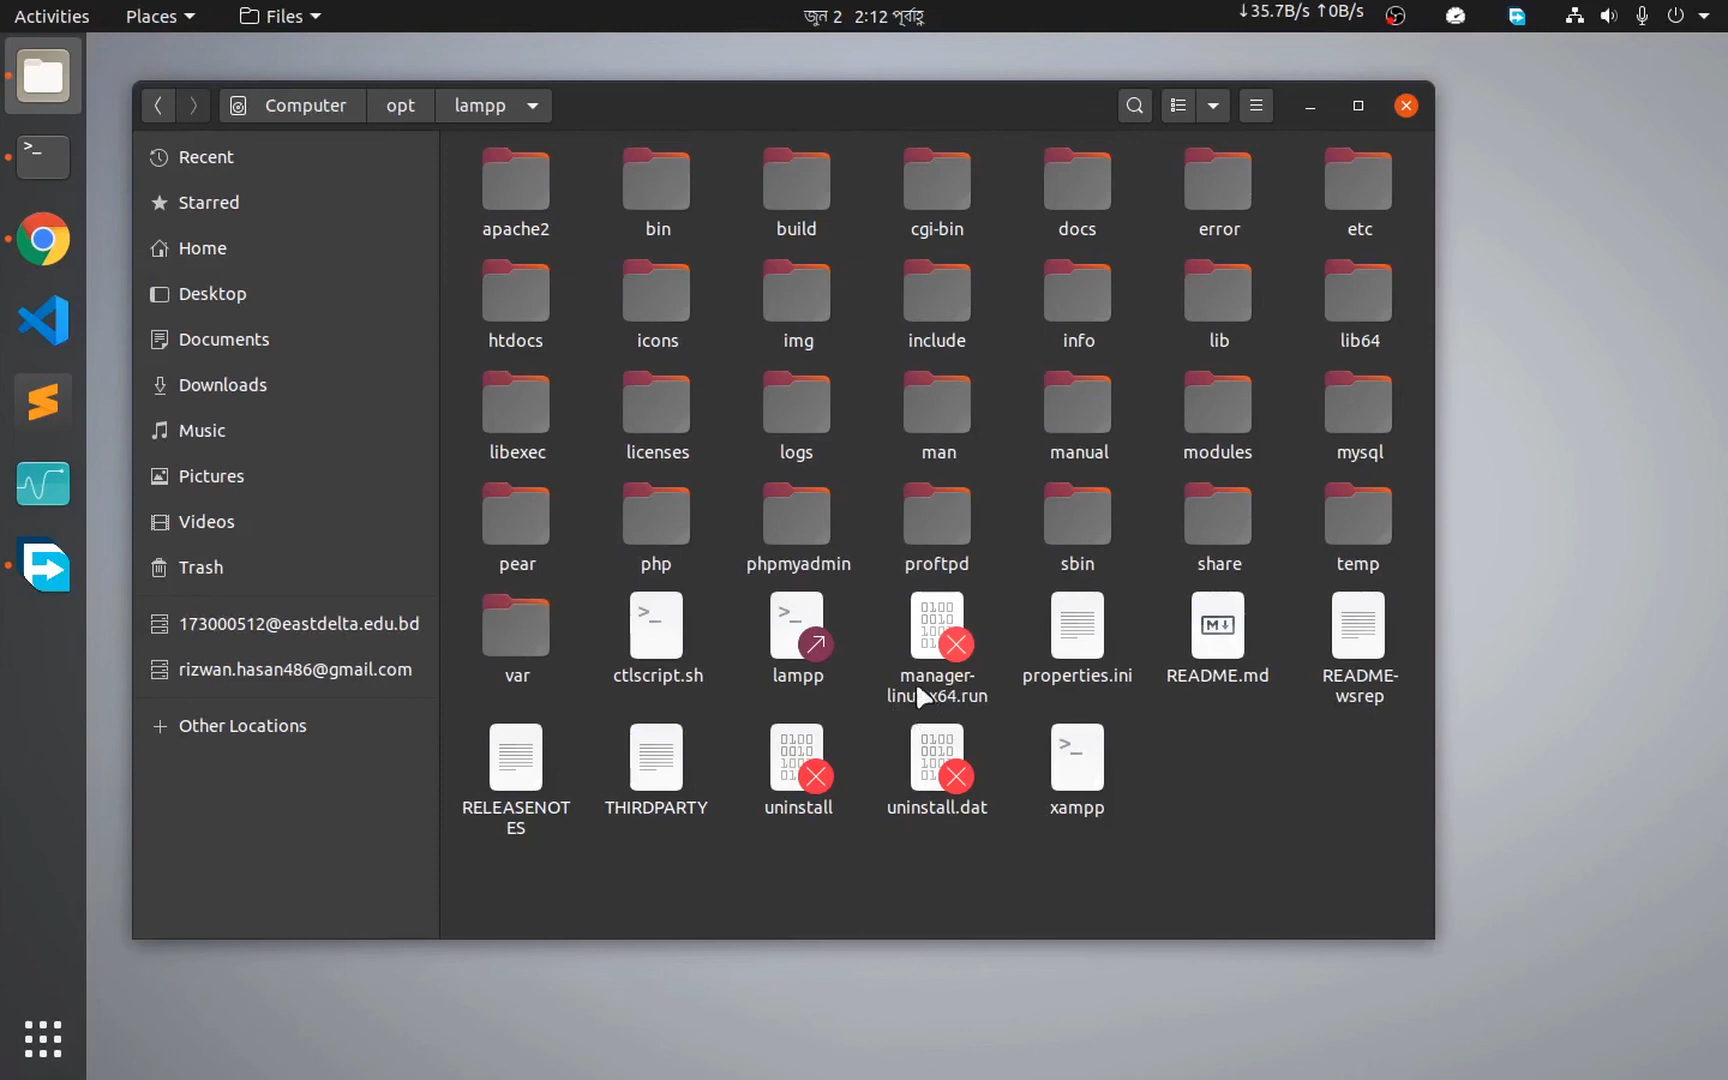 Activities Places Files জুন 2 2:12 পূর্বাহ্ণ ↓35.7B/s ↑0B/s
Computer opt lampp
Recent
Starred
Home
Desktop
Documents
Downloads
Music
Pictures
Videos
Trash
173000512@eastdelta.edu.bd
rizwan.hasan486@gmail.com
+ Other Locations
apache2 bin build cgi-bin docs error etc
htdocs icons img include info lib lib64
libexec licenses logs man manual modules mysql
pear php phpmyadmin proftpd sbin share temp
var ctlscript.sh lampp manager- properties.ini README.md README-
x64.run wsrep
RELEASENOT THIRDPARTY uninstall uninstall.dat xampp
ES